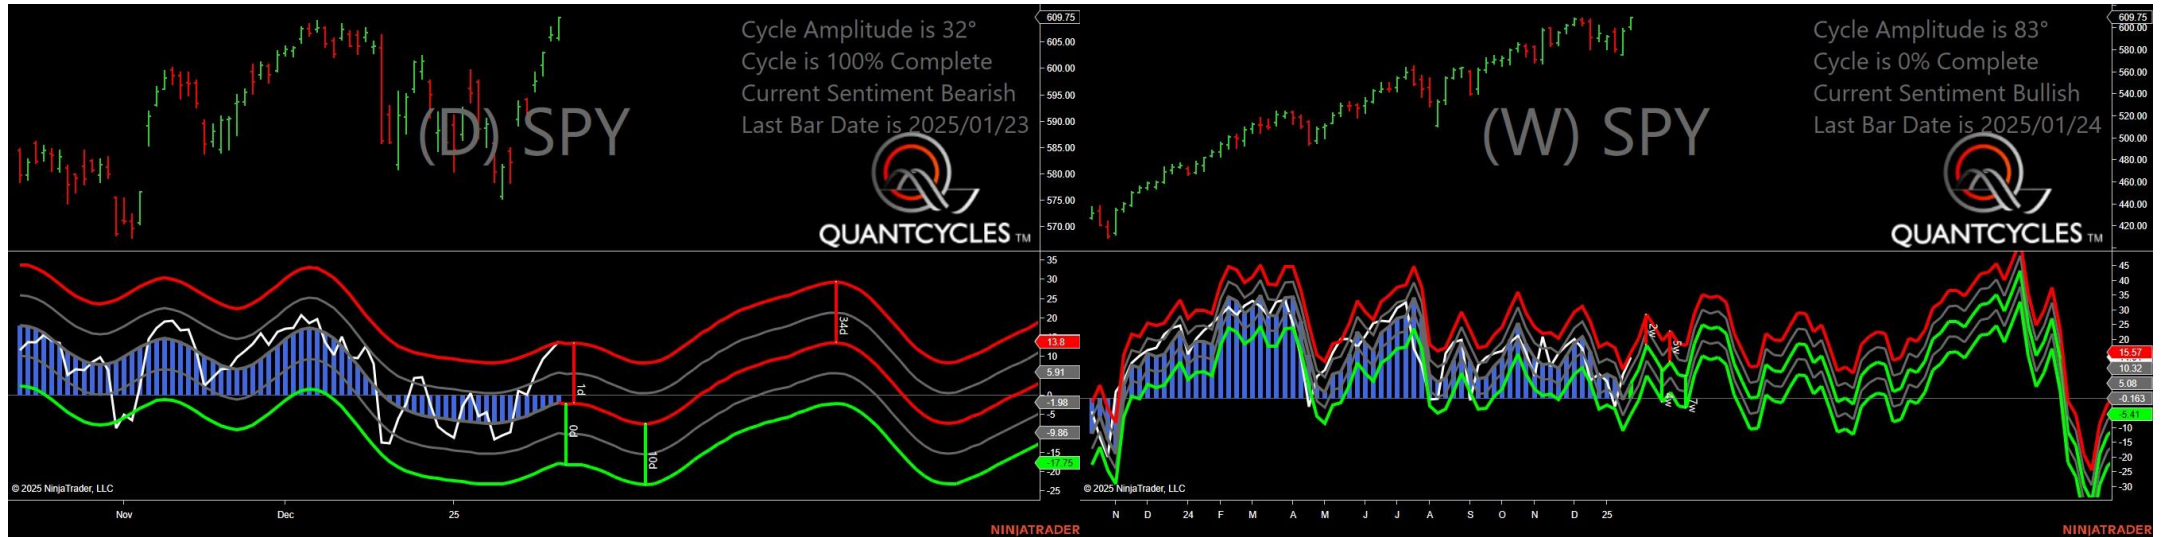 Cycle Amplitude is 32°
Cycle is 100% Complete
Current Sentiment Bearish
Last Bar Date is 2025/01/23
(D) SPY
QUANTCYCLES TM
609.75
605.00
600.00
595.00
590.00
585.00
580.00
575.00
570.00
35
30
25
20
13.8
10
5.91
0
-1.98
-5
-9.86
-15
-17.75
-20
-25
34d
1d
0d
10d
© 2025 NinjaTrader, LLC
Nov
Dec
25
NINJATRADER
Cycle Amplitude is 83°
Cycle is 0% Complete
Current Sentiment Bullish
Last Bar Date is 2025/01/24
(W) SPY
QUANTCYCLES TM
609.75
600.00
580.00
560.00
540.00
520.00
500.00
480.00
460.00
440.00
420.00
45
40
35
30
25
20
15.57
10.32
5.08
-0.163
-5.41
-10
-15
-20
-25
-30
2w
5w
4w
7w
© 2025 NinjaTrader, LLC
N D 24 F M A M J J A S O N D 25
NINJATRADER